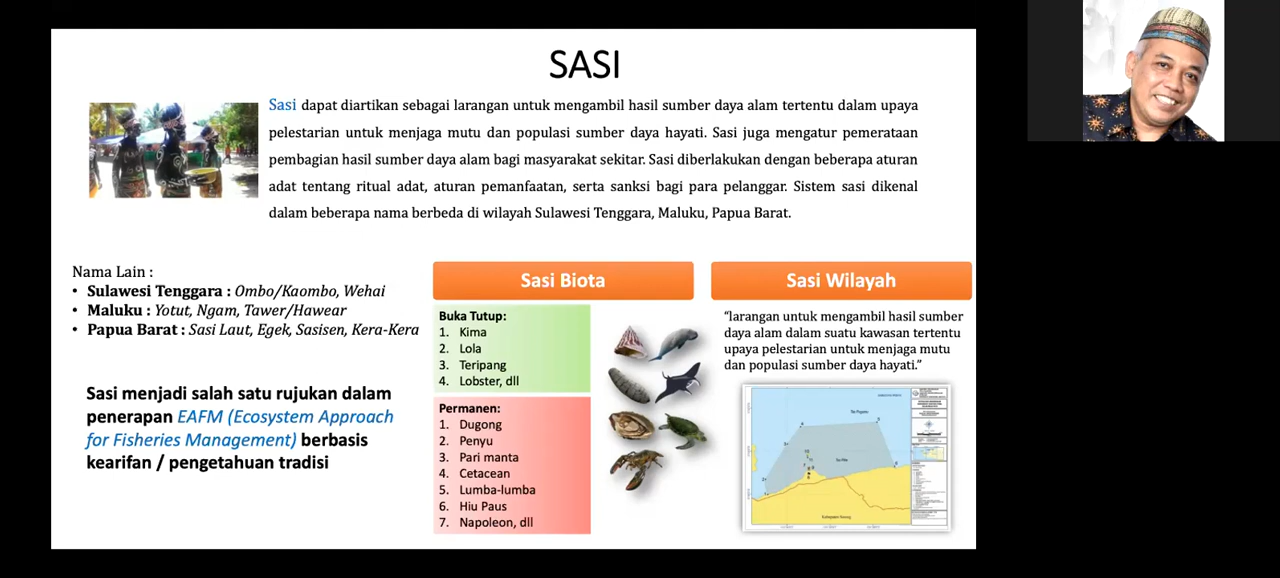 SASI
Sasi dapat diartikan sebagai larangan untuk mengambil hasil sumber daya alam tertentu dalam upaya
pelestarian untuk menjaga mutu dan populasi sumber daya hayati. Sasi juga mengatur pemerataan
pembagian hasil sumber daya alam bagi masyarakat sekitar. Sasi diberlakukan dengan beberapa aturan
adat tentang ritual adat, aturan pemanfaatan, serta sanksi bagi para pelanggar. Sistem sasi dikenal
dalam beberapa nama berbeda di wilayah Sulawesi Tenggara, Maluku, Papua Barat.
Nama Lain :
• Sulawesi Tenggara : Ombo/Kaombo, Wehai
• Maluku : Yotut, Ngam, Tawer/Hawear
• Papua Barat : Sasi Laut, Egek, Sasisen, Kera-Kera
Sasi menjadi salah satu rujukan dalam
penerapan EAFM (Ecosystem Approach
for Fisheries Management) berbasis
kearifan / pengetahuan tradisi
Sasi Biota
Buka Tutup:
1. Kima
2. Lola
3. Teripang
4. Lobster, dll
Permanen:
1. Dugong
2. Penyu
3. Pari manta
4. Cetacean
5. Lumba-lumba
6. Hiu Paus
7. Napoleon, dll
Sasi Wilayah
“larangan untuk mengambil hasil sumber
daya alam dalam suatu kawasan tertentu
upaya pelestarian untuk menjaga mutu
dan populasi sumber daya hayati.”